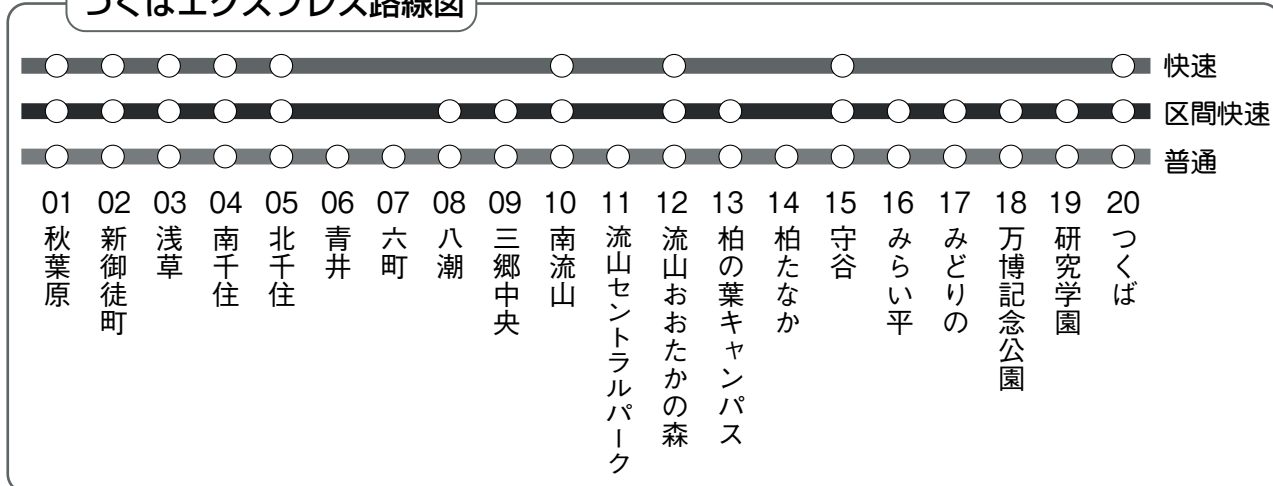 つくばエクスプレス路線図
快速
区間快速
普通
01 02 03 04 05 06 07 08 09 10 11 12 13 14 15 16 17 18 19 20
秋葉原
新御徒町
浅草
南千住
北千住
青井
六町
八潮
三郷中央
南流山
流山セントラルパーク
流山おおたかの森
柏の葉キャンパス
柏たなか
守谷
みらい平
みどりの
万博記念公園
研究学園
つくば